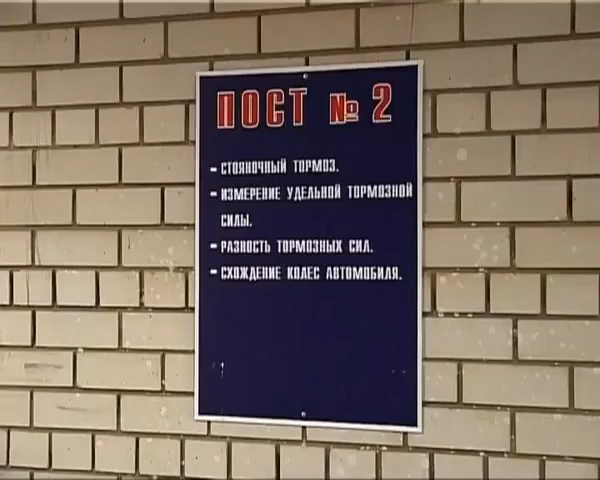 ПОСТ № 2
- СТОЯНОЧНЫЙ ТОРМОЗ.
- ИЗМЕРЕНИЕ УДЕЛЬНОЙ ТОРМОЗНОЙ
СИЛЫ.
- РАЗНОСТЬ ТОРМОЗНЫХ СИЛ.
- СХОЖДЕНИЕ КОЛЕС АВТОМОБИЛЯ.